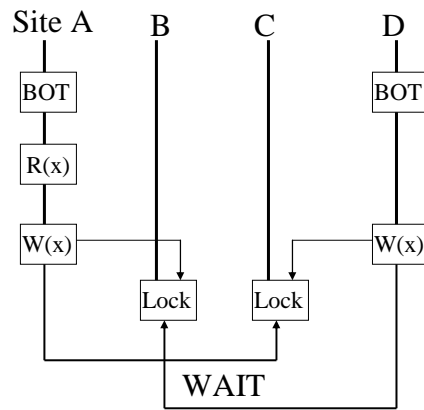 Site A B C D
BOT BOT
R(x)
W(x) W(x)
Lock Lock
WAIT